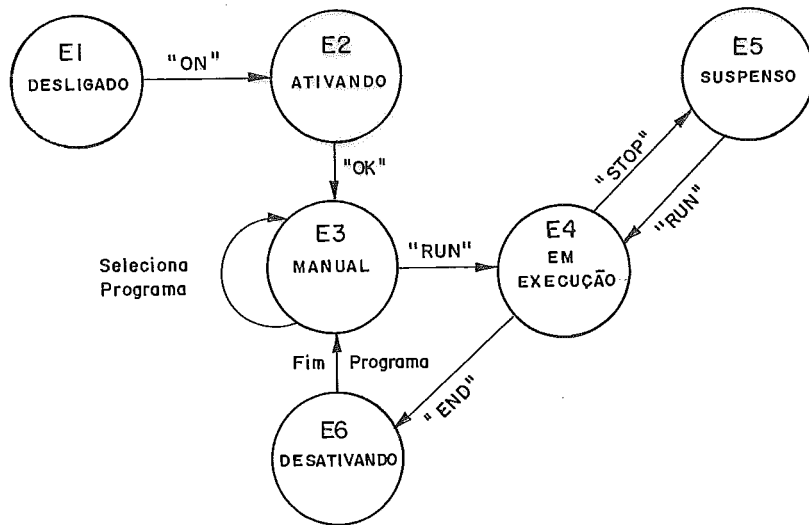 E1
DESLIGADO
"ON"
E2
ATIVANDO
"OK"
E3
MANUAL
Seleciona
Programa
"RUN"
E4
EM
EXECUÇÃO
"STOP"
"RUN"
E5
SUSPENSO
"END"
Fim Programa
E6
DESATIVANDO